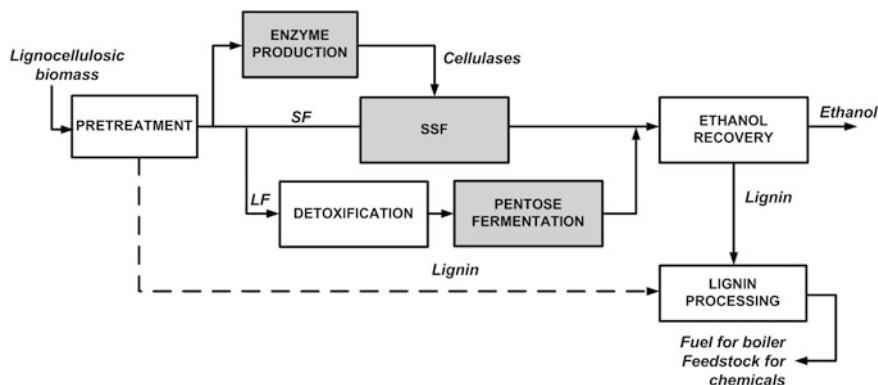 ENZYME
PRODUCTION
Lignocellulosic
biomass
Cellulases
PRETREATMENT
SF
SSF
ETHANOL
RECOVERY
Ethanol
LF
DETOXIFICATION
PENTOSE
FERMENTATION
Lignin
Lignin
LIGNIN
PROCESSING
Fuel for boiler
Feedstock for
chemicals